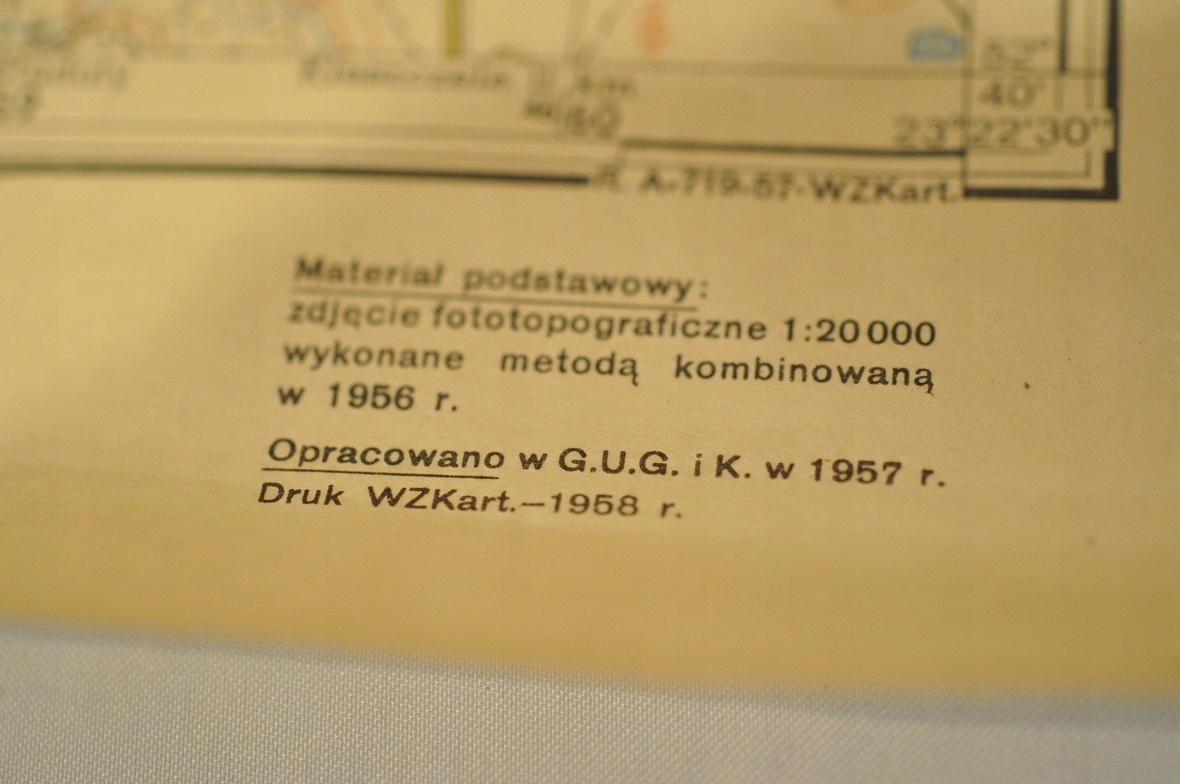 52°
40'
23°22'30"
A-719-57-WZKart.
Materiał podstawowy:
zdjęcie fototopograficzne 1:20000
wykonane metodą kombinowaną
w 1956 r.
Opracowano w G.U.G. i K. w 1957 r.
Druk WZKart.—1958 r.